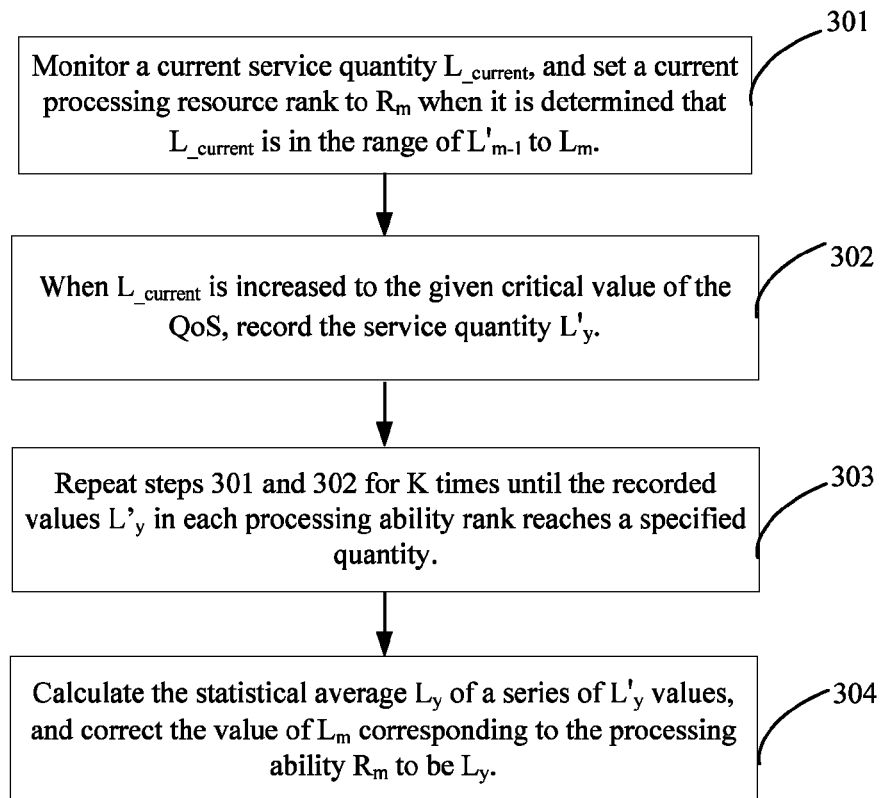 301
Monitor a current service quantity L_current, and set a current
processing resource rank to Rm when it is determined that
L_current is in the range of L'm-1 to Lm.
302
When L_current is increased to the given critical value of the
QoS, record the service quantity L'y.
303
Repeat steps 301 and 302 for K times until the recorded
values L’y in each processing ability rank reaches a specified
quantity.
304
Calculate the statistical average Ly of a series of L'y values,
and correct the value of Lm corresponding to the processing
ability Rm to be Ly.